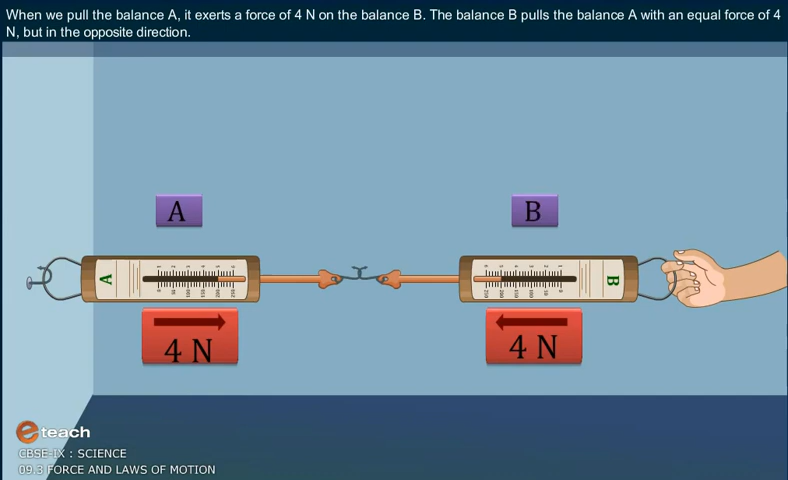 When we pull the balance A, it exerts a force of 4 N on the balance B. The balance B pulls the balance A with an equal force of 4
N, but in the opposite direction.
A
B
A
B
4 N
4 N
eteach
CBSE-IX : SCIENCE
09.3 FORCE AND LAWS OF MOTION